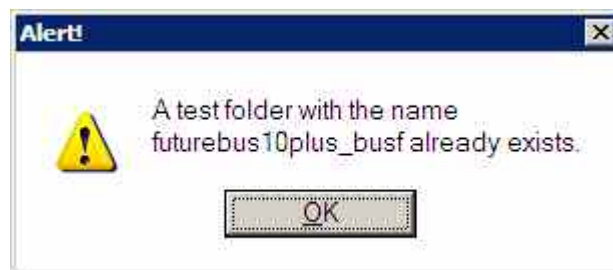 Alert!
A test folder with the name
futurebus10plus_busf already exists.
OK